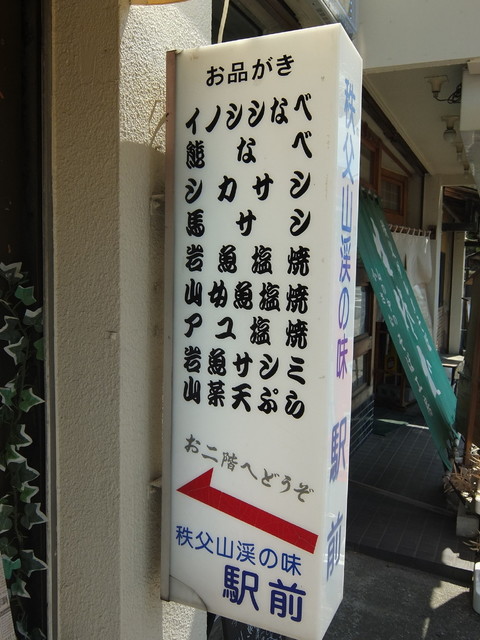 お品がき
イノシシなべ
熊なべ
シカサシ
馬サシ
岩魚塩焼
山め魚塩焼
アユ塩焼
岩魚サシミ
山菜天ぷら
お二階へどうぞ
秩父山渓の味
駅前
秩父山渓の味
駅前